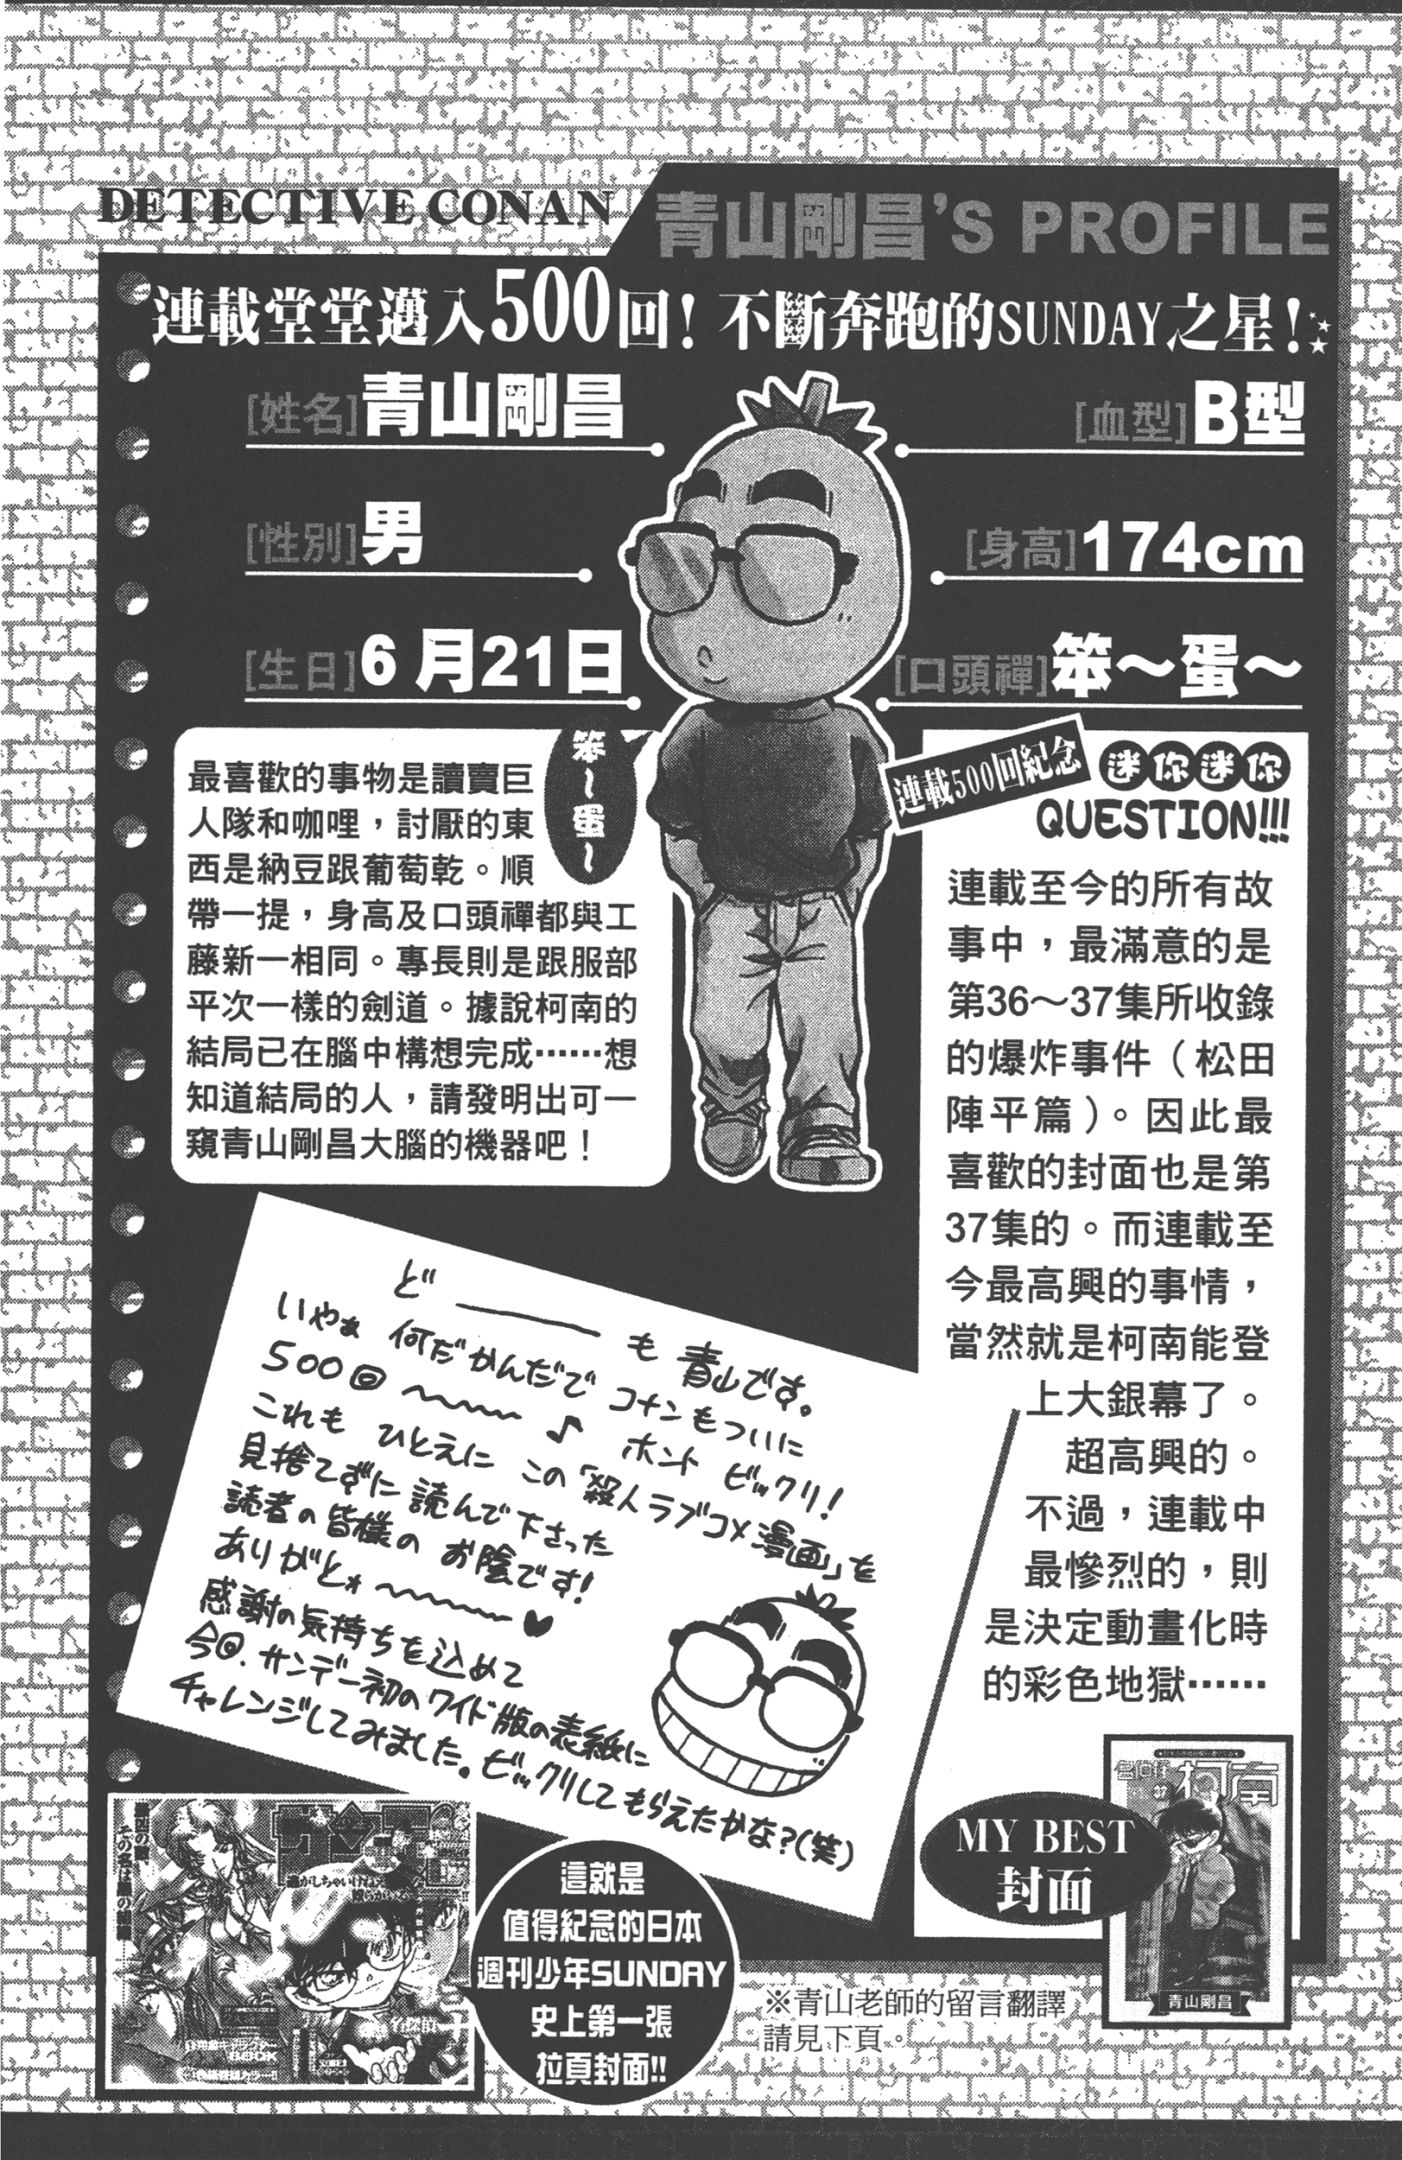 DETECTIVE CONAN
青山剛昌'S PROFILE
連載堂堂邁入500回!不斷奔跑的SUNDAY之星!
[姓名]青山剛昌
[血型]B型
[性別]男
[身高]174cm
[生日]6月21日
[口頭禪]笨～蛋～
笨～蛋～
最喜歡的事物是讀賣巨
人隊和咖哩，討厭的東
西是納豆跟葡萄乾。順
帶一提，身高及口頭禪都與工
藤新一相同。專長則是跟服部
平次一樣的劍道。據說柯南的
結局已在腦中構想完成……想
知道結局的人，請發明出可一
窺青山剛昌大腦的機器吧！
連載500回紀念
迷你迷你
QUESTION!!!
連載至今的所有故
事中，最滿意的是
第36～37集所收錄
的爆炸事件（松田
陣平篇）。因此最
喜歡的封面也是第
37集的。而連載至
今最高興的事情，
當然就是柯南能登
上大銀幕了。
超高興的。
不過，連載中
最慘烈的，則
是決定動畫化時
的彩色地獄……
ど――も青山です。
いやぁ何だかんだでコナンもついに
500回～～♪ホントビックリ!
これもひとえにこの「殺人ラブコメ漫画」を
見捨てずに読んで下さった
読者の皆様のお陰です!
ありがとォ～～♥
感謝の気持ちを込めて
今回、サンデー初のワイド版の表紙に
チャレンジしてみました。ビックリしてもらえたかな?(笑)
MY BEST
封面
柯南
青山剛昌
這就是
值得紀念的日本
週刊少年SUNDAY
史上第一張
拉頁封面!!
※青山老師的留言翻譯
請見下頁。